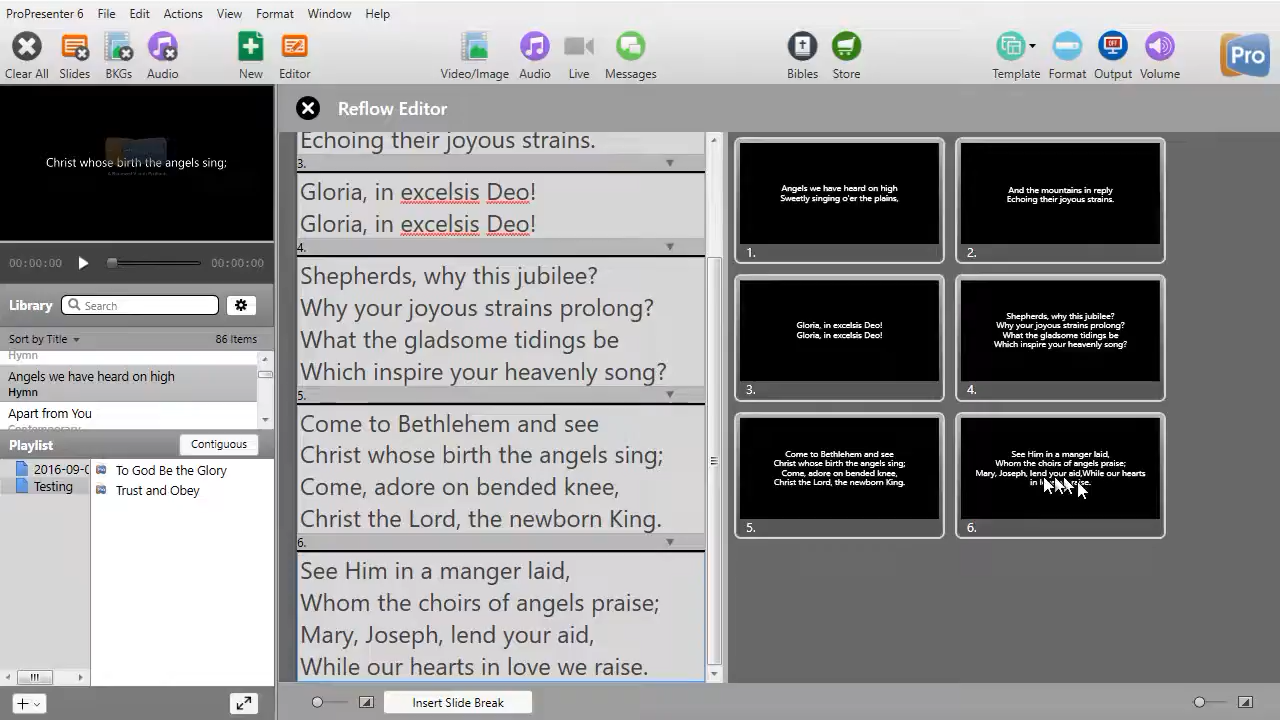 ProPresenter 6 File Edit Actions View Format Window Help
Clear All Slides BKGs Audio New Editor Video/Image Audio Live Messages Bibles Store Template Format Output Volume
OFF
Pro
Christ whose birth the angels sing;
00:00:00 00:00:00
Library Search
Sort by Title 86 Items
Hymn
Angels we have heard on high
Hymn
Apart from You
Contemporary
Playlist Contiguous
2016-09-0
Testing
To God Be the Glory
Trust and Obey
Reflow Editor
Echoing their joyous strains.
3.
Gloria, in excelsis Deo!
Gloria, in excelsis Deo!
4.
Shepherds, why this jubilee?
Why your joyous strains prolong?
What the gladsome tidings be
Which inspire your heavenly song?
5.
Come to Bethlehem and see
Christ whose birth the angels sing;
Come, adore on bended knee,
Christ the Lord, the newborn King.
6.
See Him in a manger laid,
Whom the choirs of angels praise;
Mary, Joseph, lend your aid,
While our hearts in love we raise.
Insert Slide Break
Angels we have heard on high
Sweetly singing o'er the plains,
1.
And the mountains in reply
Echoing their joyous strains.
2.
Gloria, in excelsis Deo!
Gloria, in excelsis Deo!
3.
Shepherds, why this jubilee?
Why your joyous strains prolong?
What the gladsome tidings be
Which inspire your heavenly song?
4.
Come to Bethlehem and see
Christ whose birth the angels sing;
Come, adore on bended knee,
Christ the Lord, the newborn King.
5.
See Him in a manger laid,
Whom the choirs of angels praise;
Mary, Joseph, lend your aid,While our hearts
in
6.